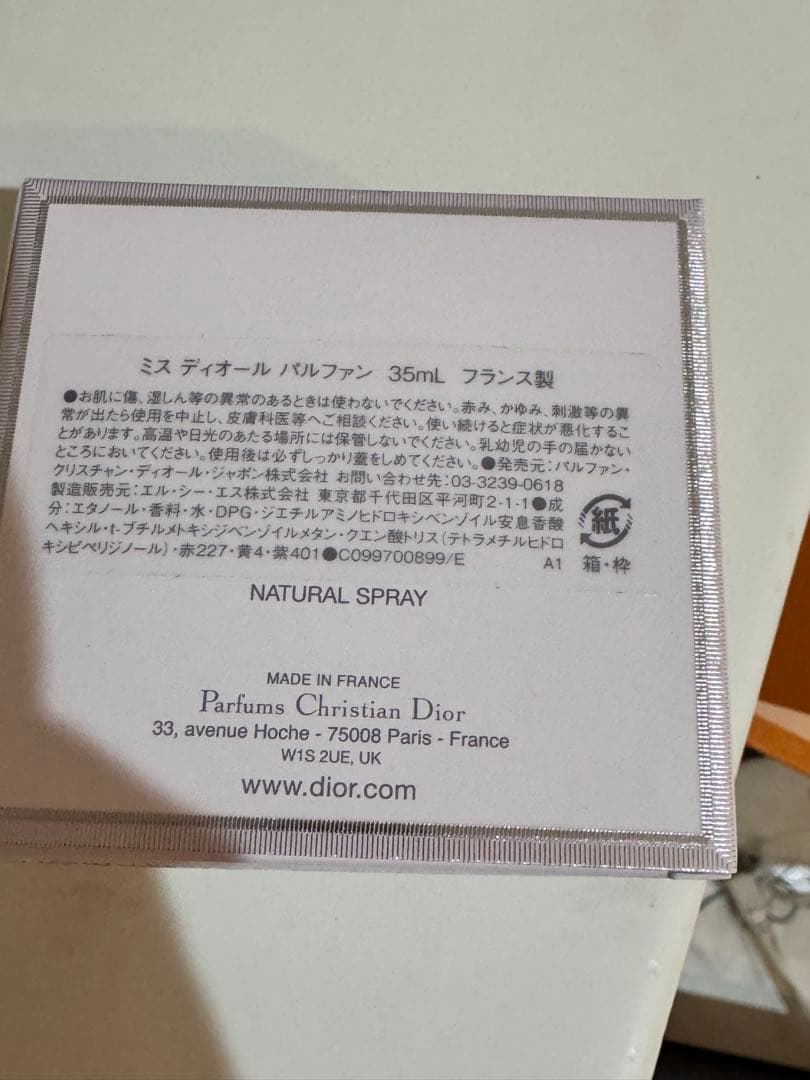 ミス ディオール パルファン 35mL フランス製
●お肌に傷、湿しん等の異常のあるときは使わないでください。赤み、かゆみ、刺激等の異
常が出たら使用を中止し、皮膚科医等へご相談ください。使い続けると症状が悪化するこ
とがあります。高温や日光のあたる場所には保管しないでください。乳幼児の手の届かない
ところにおいてください。使用後は必ずしっかり蓋をしめてください。●発売元：パルファン・
クリスチャン・ディオール・ジャポン株式会社 お問い合わせ先：03-3239-0618
製造販売元：エル・シー・エス株式会社 東京都千代田区平河町2-1-1●成
分：エタノール・香料・水・DPG・ジエチルアミノヒドロキシベンゾイル安息香酸
ヘキシル・t-ブチルメトキシジベンゾイルメタン・クエン酸トリス（テトラメチルヒドロ
キシピペリジノール）・赤227・黄4・紫401●C099700899/E A1
紙
箱・枠
NATURAL SPRAY
MADE IN FRANCE
Parfums Christian Dior
33, avenue Hoche - 75008 Paris - France
W1S 2UE, UK
www.dior.com